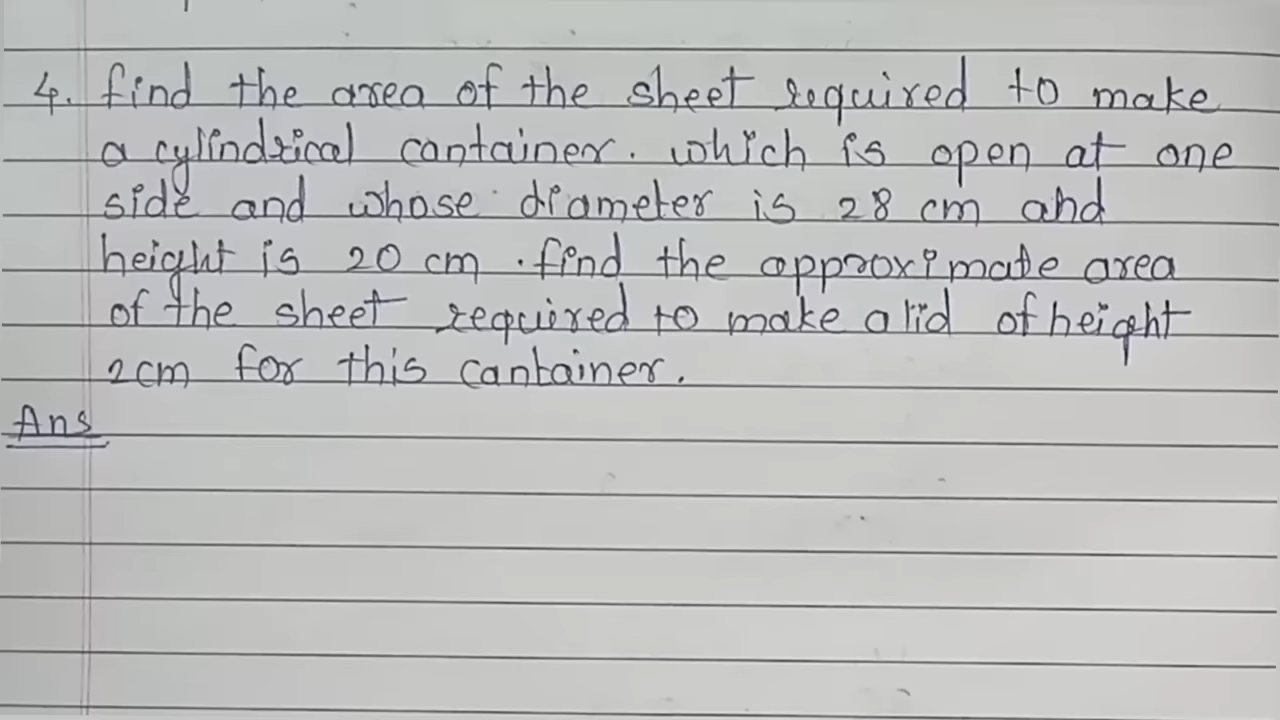 4. find the area of the sheet required to make
a cylindrical container. which is open at one
side and whose diameter is 28 cm and
height is 20 cm. find the approximate area
of the sheet required to make a lid of height
2cm for this container.
Ans